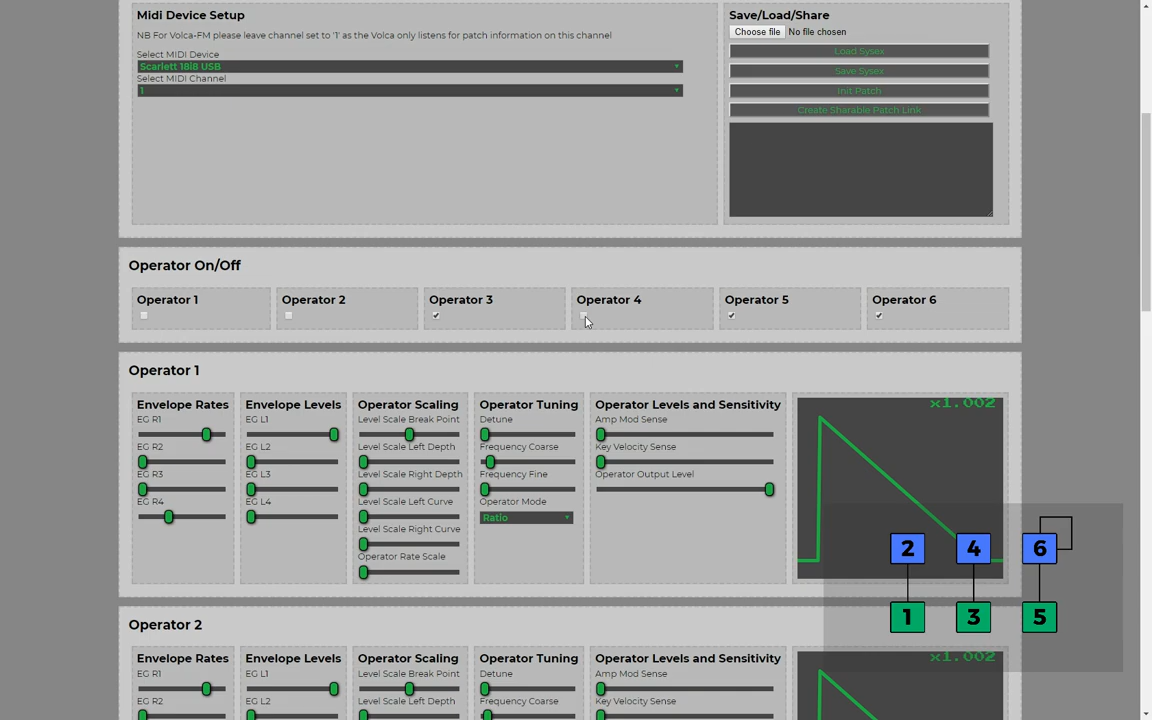 Midi Device Setup
NB For Volca-FM please leave channel set to '1' as the Volca only listens for patch information on this channel
Select MIDI Device
Scarlett 18i8 USB
Select MIDI Channel
1
Save/Load/Share
Choose file No file chosen
Load Sysex
Save Sysex
Init Patch
Create Sharable Patch Link
Operator On/Off
Operator 1
Operator 2
Operator 3
Operator 4
Operator 5
Operator 6
Operator 1
Envelope Rates
EG R1
EG R2
EG R3
EG R4
Envelope Levels
EG L1
EG L2
EG L3
EG L4
Operator Scaling
Level Scale Break Point
Level Scale Left Depth
Level Scale Right Depth
Level Scale Left Curve
Level Scale Right Curve
Operator Rate Scale
Operator Tuning
Detune
Frequency Coarse
Frequency Fine
Operator Mode
Ratio
Operator Levels and Sensitivity
Amp Mod Sense
Key Velocity Sense
Operator Output Level
x1.002
2 4 6
1 3 5
Operator 2
Envelope Rates
EG R1
EG R2
Envelope Levels
EG L1
EG L2
Operator Scaling
Level Scale Break Point
Level Scale Left Depth
Operator Tuning
Detune
Frequency Coarse
Operator Levels and Sensitivity
Amp Mod Sense
Key Velocity Sense
x1.002